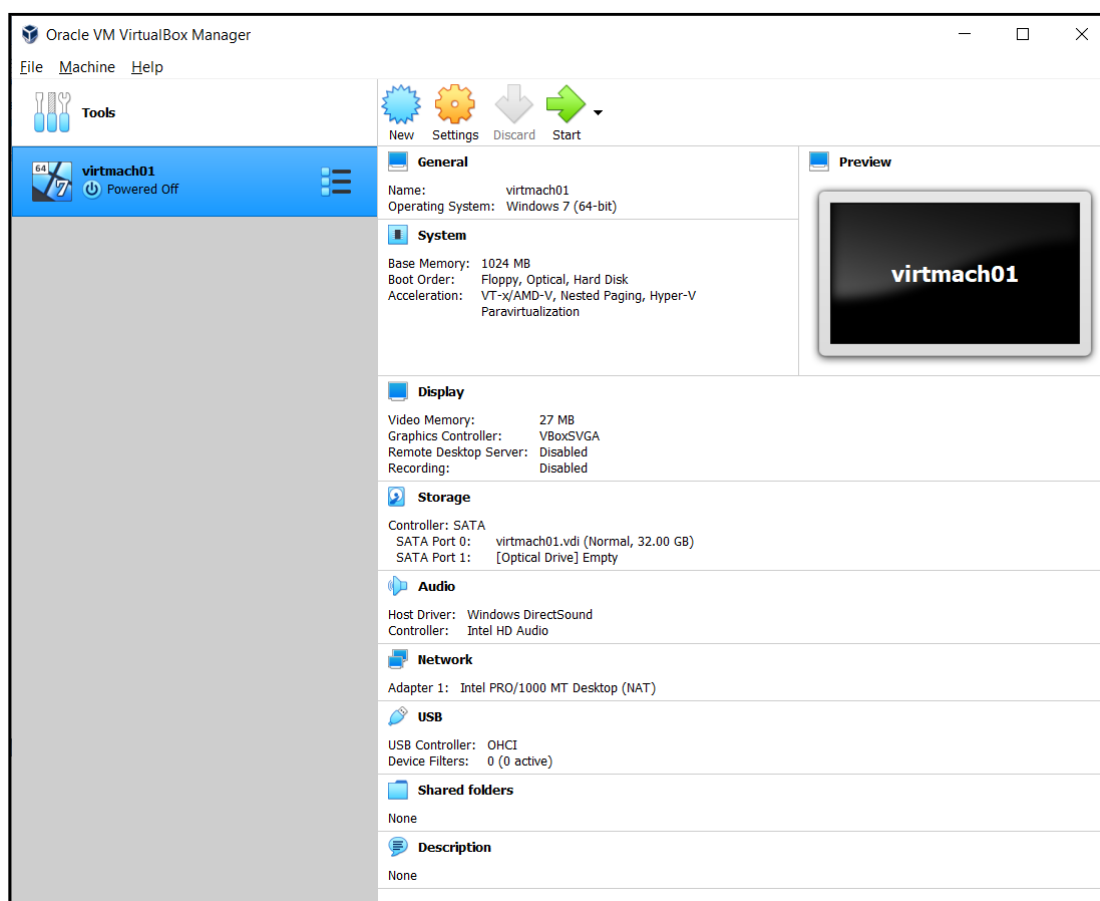 Oracle VM VirtualBox Manager
File Machine Help
Tools
New Settings Discard Start
64
7
virtmach01
Powered Off
General
Name: virtmach01
Operating System: Windows 7 (64-bit)
Preview
virtmach01
System
Base Memory: 1024 MB
Boot Order: Floppy, Optical, Hard Disk
Acceleration: VT-x/AMD-V, Nested Paging, Hyper-V
Paravirtualization
Display
Video Memory: 27 MB
Graphics Controller: VBoxSVGA
Remote Desktop Server: Disabled
Recording: Disabled
Storage
Controller: SATA
SATA Port 0: virtmach01.vdi (Normal, 32.00 GB)
SATA Port 1: [Optical Drive] Empty
Audio
Host Driver: Windows DirectSound
Controller: Intel HD Audio
Network
Adapter 1: Intel PRO/1000 MT Desktop (NAT)
USB
USB Controller: OHCI
Device Filters: 0 (0 active)
Shared folders
None
Description
None